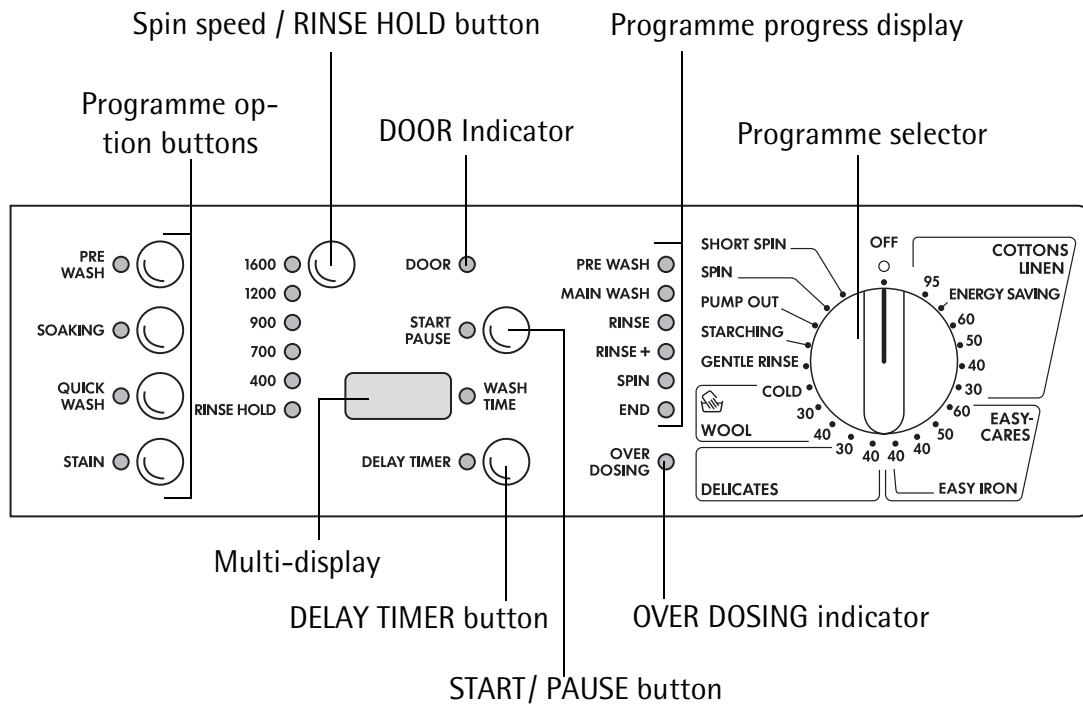 Spin speed / RINSE HOLD button
Programme progress display
Programme op-
tion buttons
DOOR Indicator
Programme selector
PRE
WASH
SOAKING
QUICK
WASH
STAIN
1600
1200
900
700
400
RINSE HOLD
DOOR
START
PAUSE
WASH
TIME
DELAY TIMER
PRE WASH
MAIN WASH
RINSE
RINSE +
SPIN
END
OVER
DOSING
SHORT SPIN
SPIN
PUMP OUT
STARCHING
GENTLE RINSE
COLD
30
40
WOOL
30
40
DELICATES
OFF
COTTONS
LINEN
95
ENERGY SAVING
60
50
40
30
60
50
40
40
EASY-
CARES
EASY IRON
Multi-display
DELAY TIMER button
OVER DOSING indicator
START/ PAUSE button